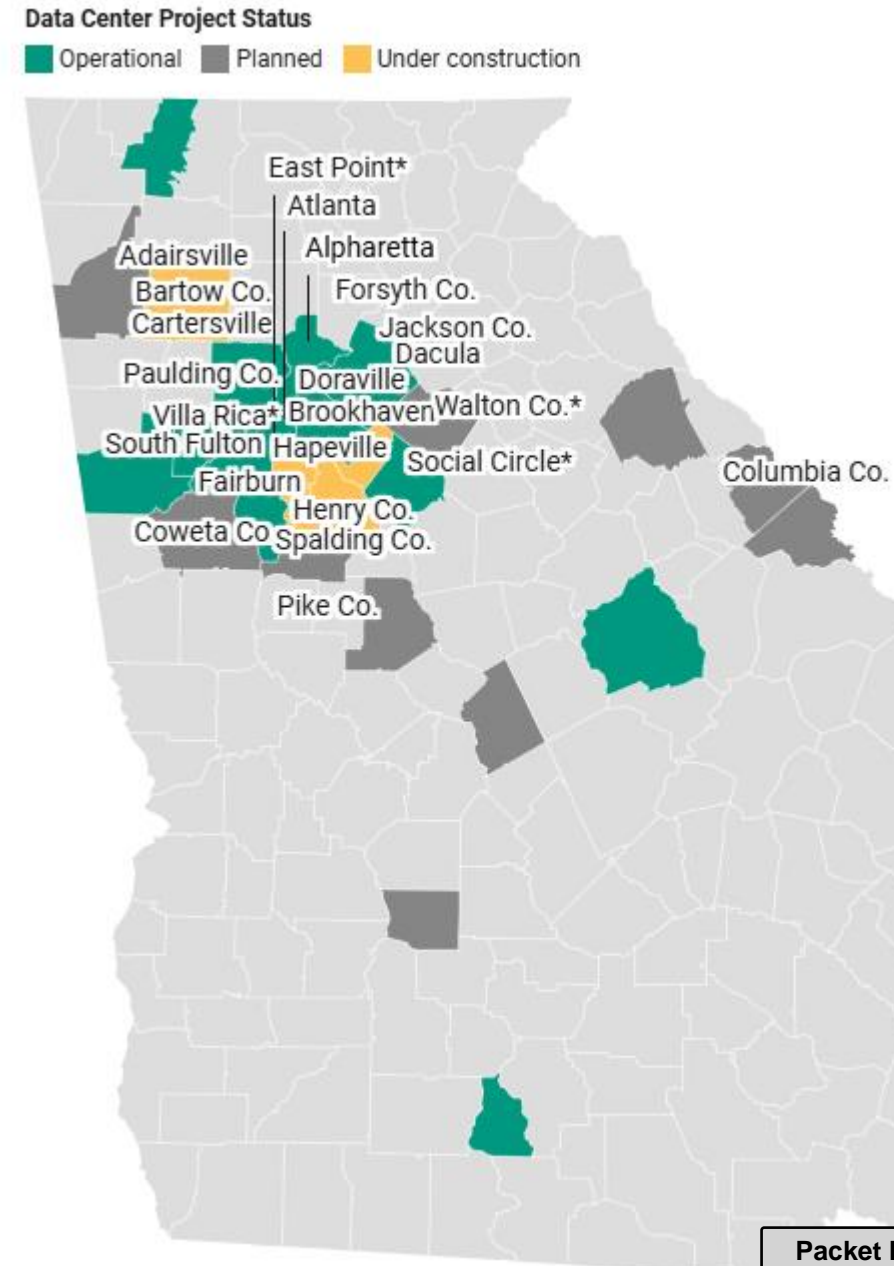 Data Center Project Status
Operational Planned Under construction
East Point*
Atlanta
Alpharetta
Adairsville
Forsyth Co.
Bartow Co.
Cartersville
Jackson Co.
Dacula
Paulding Co.
Doraville
Villa Rica*
Brookhaven
Walton Co.*
South Fulton
Hapeville
Social Circle*
Columbia Co.
Fairburn
Henry Co.
Coweta Co
Spalding Co.
Pike Co.
Packet